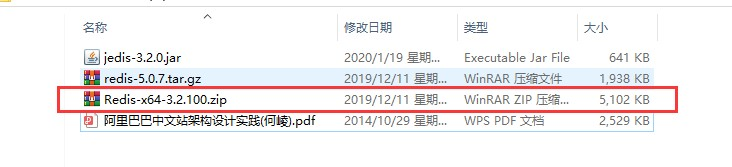 名称 修改日期 类型 大小
jedis-3.2.0.jar 2020/1/19 星期... Executable Jar File 641 KB
redis-5.0.7.tar.gz 2019/12/11 星期... WinRAR 压缩文件 1,938 KB
Redis-x64-3.2.100.zip 2019/12/11 星期... WinRAR ZIP 压缩... 5,102 KB
阿里巴巴中文站架构设计实践(何崚).pdf 2014/10/29 星期... WPS PDF 文档 2,529 KB